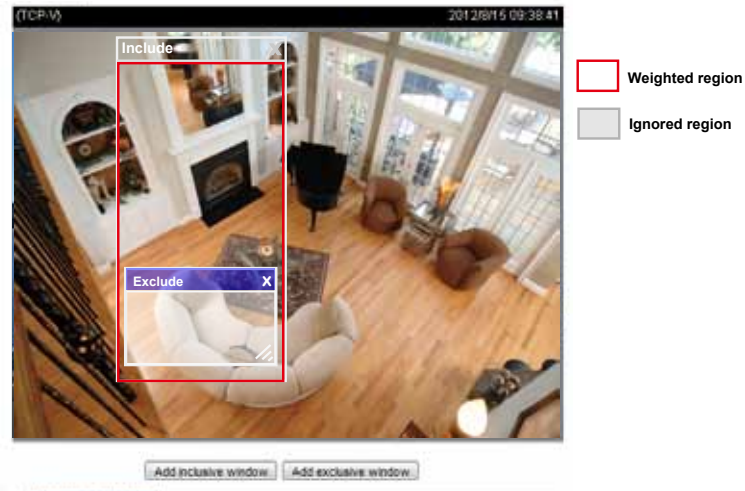 (TCP-V) 2012/8/15 09:38:41
Include X
Weighted region
Ignored region
Exclude X
Add inclusive window Add exclusive window